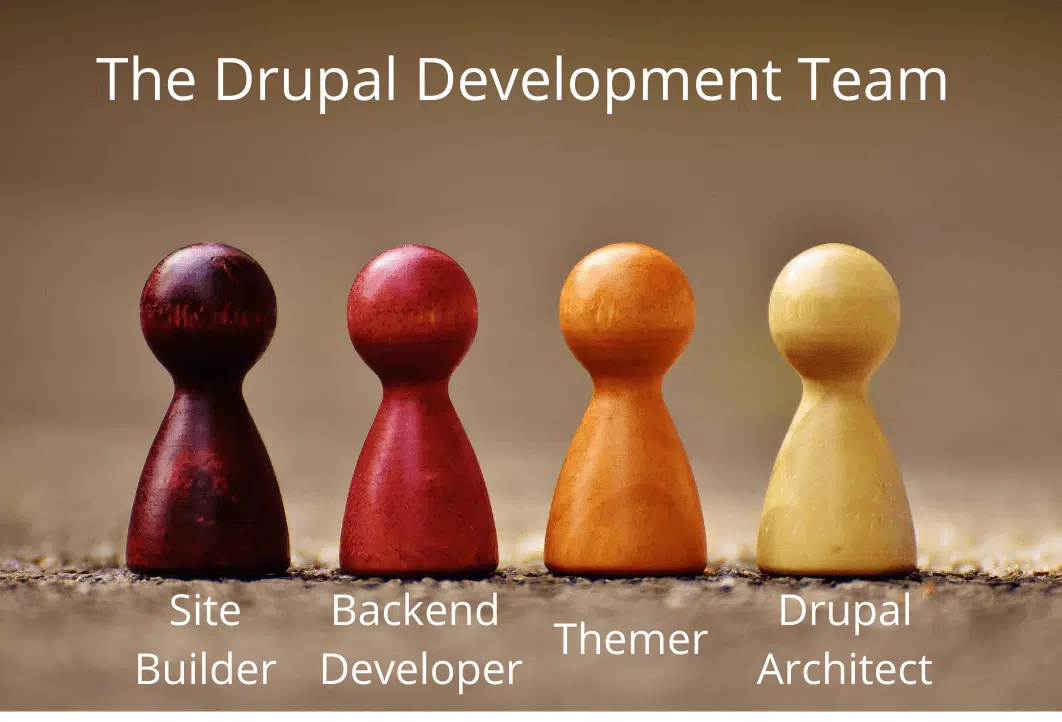 The Drupal Development Team
Site
Builder
Backend
Developer
Themer
Drupal
Architect